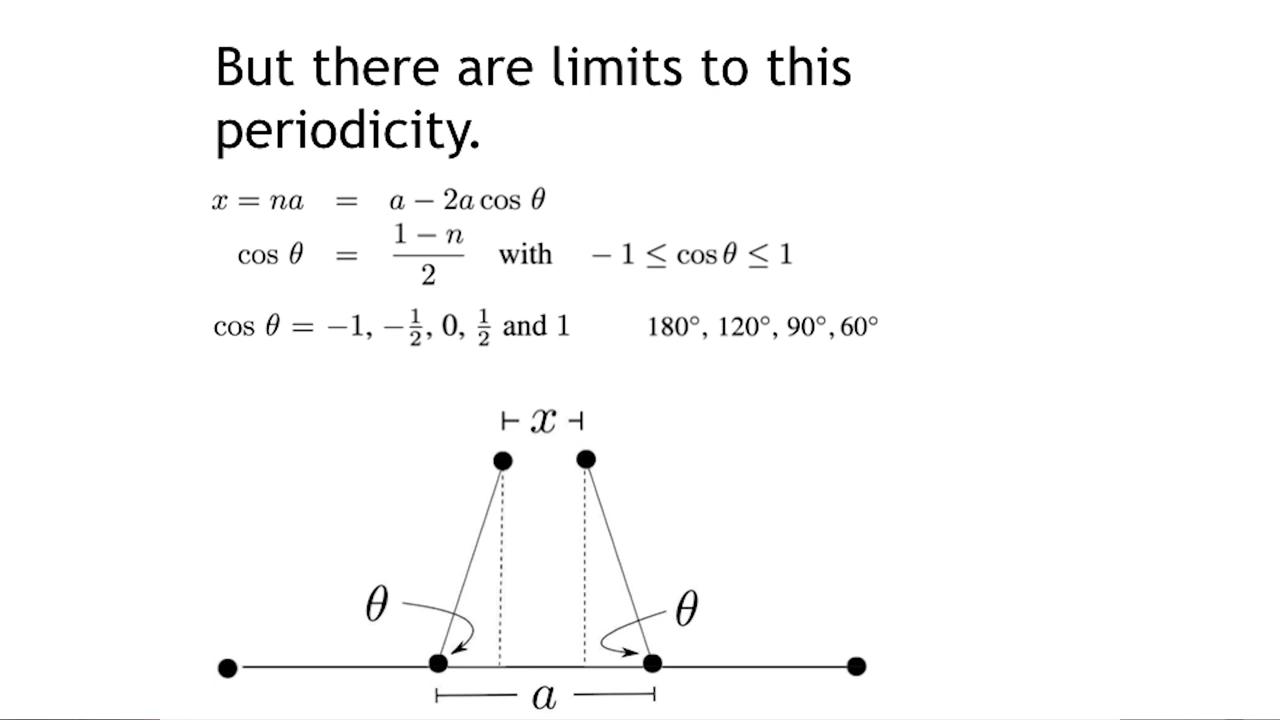 But there are limits to this
periodicity.
x = na = a − 2a cos θ
cos θ = (1 − n)/2 with − 1 ≤ cos θ ≤ 1
cos θ = −1, −1/2, 0, 1/2 and 1 180°, 120°, 90°, 60°
x
θ θ
a